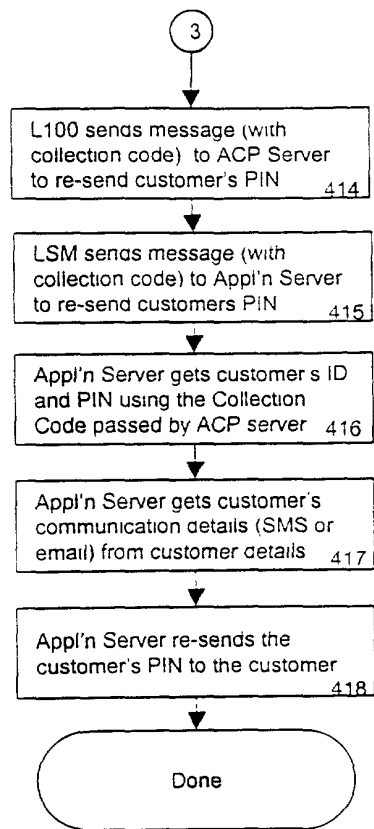 3
L100 sends message (with
collection code) to ACP Server
to re-send customer's PIN
414
LSM sends message (with
collection code) to Appl'n Server
to re-send customers PIN
415
Appl'n Server gets customer's ID
and PIN using the Collection
Code passed by ACP server 416
Appl'n Server gets customer's
communication details (SMS or
email) from customer details 417
Appl'n Server re-sends the
customer's PIN to the customer
418
Done